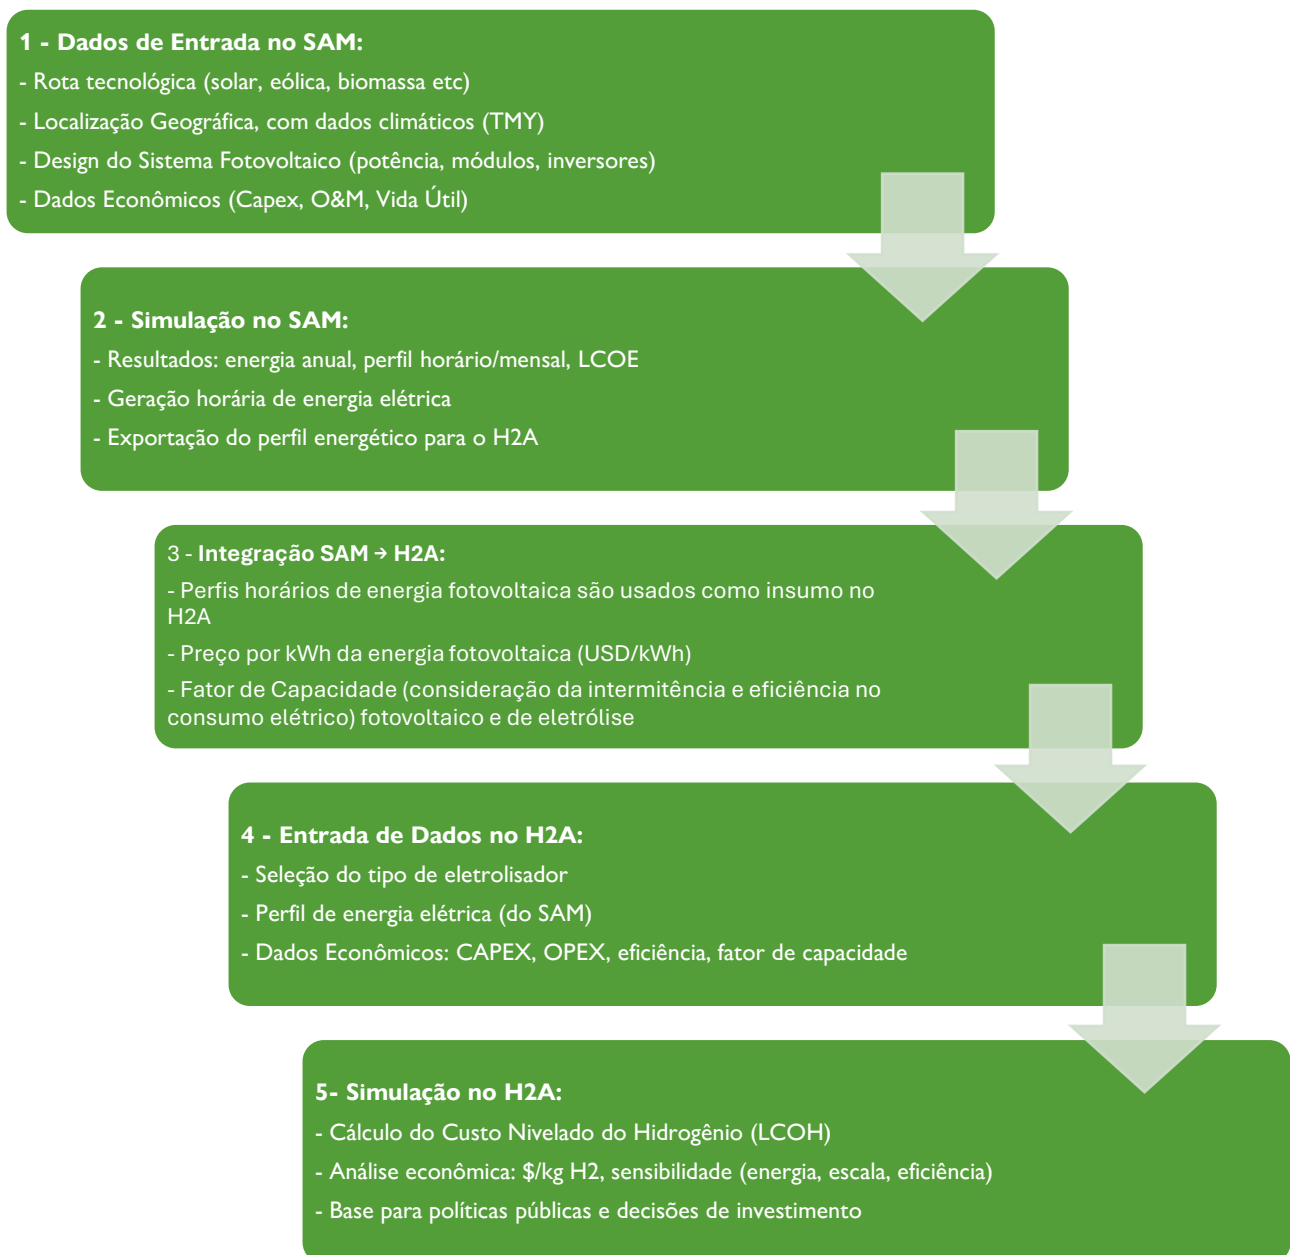 1 - Dados de Entrada no SAM:
- Rota tecnológica (solar, eólica, biomassa etc)
- Localização Geográfica, com dados climáticos (TMY)
- Design do Sistema Fotovoltaico (potência, módulos, inversores)
- Dados Econômicos (Capex, O&M, Vida Útil)
2 - Simulação no SAM:
- Resultados: energia anual, perfil horário/mensal, LCOE
- Geração horária de energia elétrica
- Exportação do perfil energético para o H2A
3 - Integração SAM → H2A:
- Perfis horários de energia fotovoltaica são usados como insumo no
H2A
- Preço por kWh da energia fotovoltaica (USD/kWh)
- Fator de Capacidade (consideração da intermitência e eficiência no
consumo elétrico) fotovoltaico e de eletrólise
4 - Entrada de Dados no H2A:
- Seleção do tipo de eletrolisador
- Perfil de energia elétrica (do SAM)
- Dados Econômicos: CAPEX, OPEX, eficiência, fator de capacidade
5- Simulação no H2A:
- Cálculo do Custo Nivelado do Hidrogênio (LCOH)
- Análise econômica: $/kg H2, sensibilidade (energia, escala, eficiência)
- Base para políticas públicas e decisões de investimento